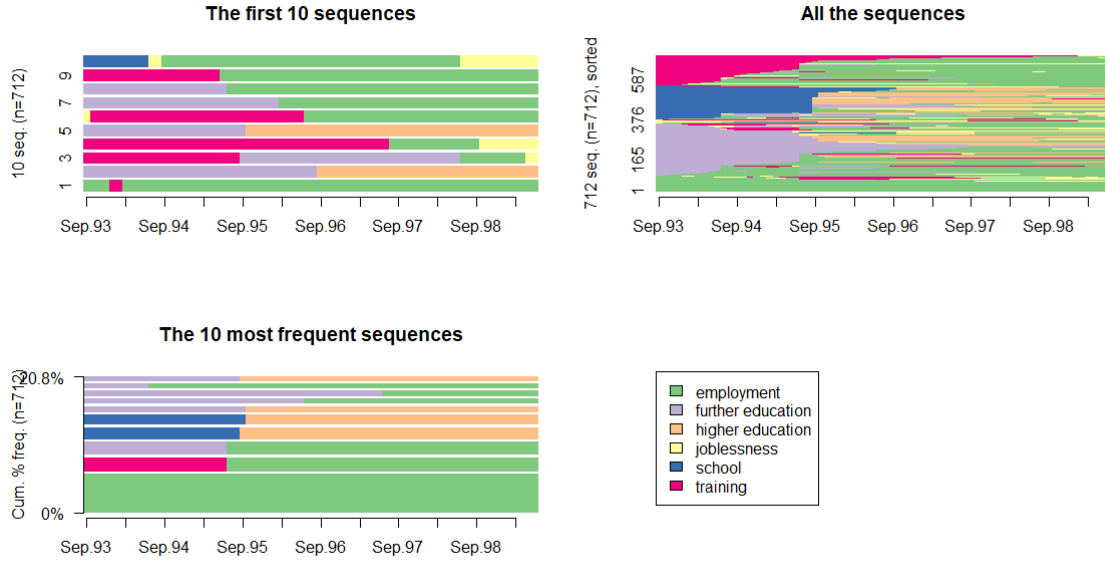 The first 10 sequences
10 seq. (n=712)
9
7
5
3
1
Sep.93 Sep.94 Sep.95 Sep.96 Sep.97 Sep.98
All the sequences
712 seq. (n=712), sorted
587
376
165
1
Sep.93 Sep.94 Sep.95 Sep.96 Sep.97 Sep.98
The 10 most frequent sequences
Cum. % freq. (n=712)
20.8%
0%
Sep.93 Sep.94 Sep.95 Sep.96 Sep.97 Sep.98
employment
further education
higher education
joblessness
school
training